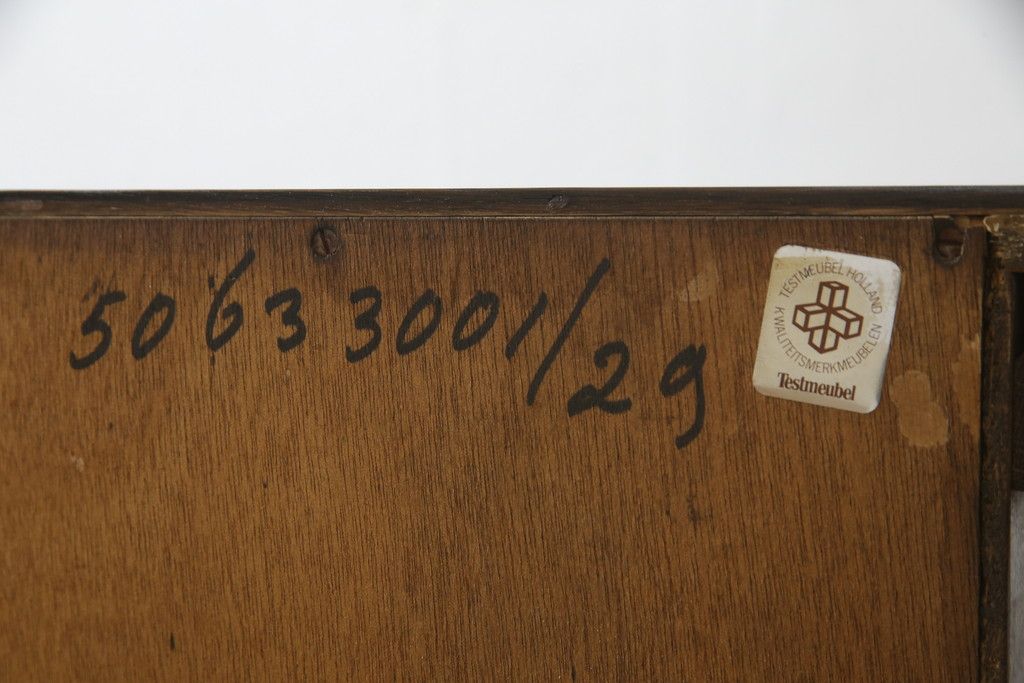 5063 3001/29
TESTMEUBEL HOLLAND
KWALITEITSMERKMEUBELEN
Testmeubel